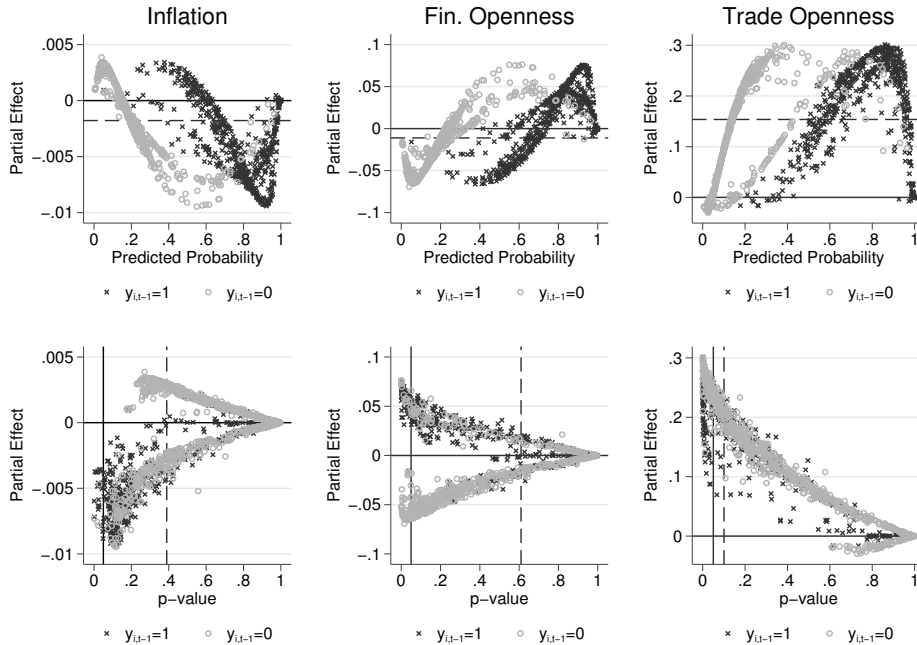 Inflation Fin. Openness Trade Openness
Partial Effect
.005
0
−.005
−.01
0 .2 .4 .6 .8 1
Predicted Probability
y_{i,t−1}=1 y_{i,t−1}=0
Partial Effect
.1
.05
0
−.05
−.1
0 .2 .4 .6 .8 1
Predicted Probability
y_{i,t−1}=1 y_{i,t−1}=0
Partial Effect
.3
.2
.1
0
0 .2 .4 .6 .8 1
Predicted Probability
y_{i,t−1}=1 y_{i,t−1}=0
Partial Effect
.005
0
−.005
−.01
0 .2 .4 .6 .8 1
p−value
y_{i,t−1}=1 y_{i,t−1}=0
Partial Effect
.1
.05
0
−.05
−.1
0 .2 .4 .6 .8 1
p−value
y_{i,t−1}=1 y_{i,t−1}=0
Partial Effect
.3
.2
.1
0
0 .2 .4 .6 .8 1
p−value
y_{i,t−1}=1 y_{i,t−1}=0